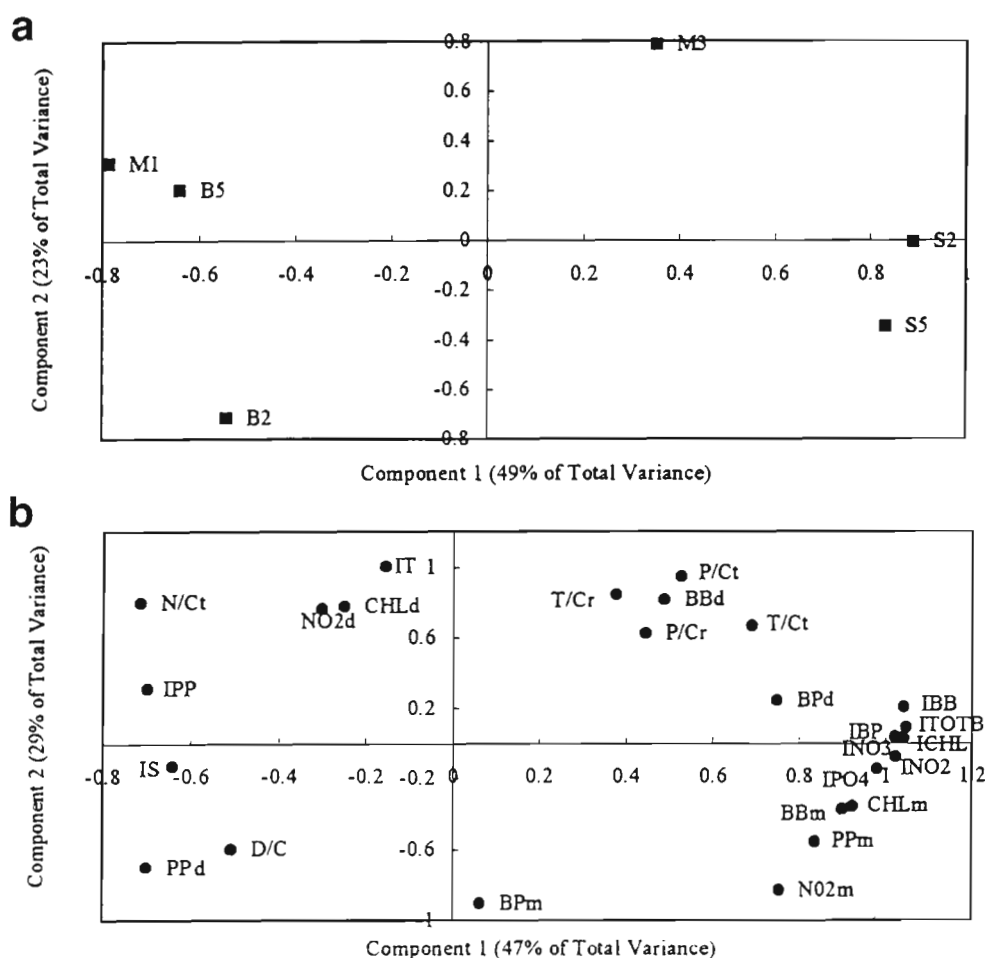 a
0.8
M3
0.6
0.4
M1
B5
0.2
0
S2
-0.8
-0.6
-0.4
-0.2
0
0.2
0.4
0.6
0.8
1
-0.2
S5
-0.4
-0.6
B2
-0.8
Component 2 (23% of Total Variance)
Component 1 (49% of Total Variance)
b
IT 1
P/Ct
N/Ct
CHLd
T/Cr
BBd
NO2d
P/Cr
T/Ct
0.6
IPP
BPd
0.2
IBB
IBP
ITOTB
INO3
ICHL
IS
INO2
-0.8
-0.6
-0.4
-0.2
-0.2
0
0.2
0.4
0.6
0.8
1
12
IPO4
BBm
CHLm
D/C
-0.6
PPm
PPd
BPm
N02m
-1
Component 2 (29% of Total Variance)
Component 1 (47% of Total Variance)